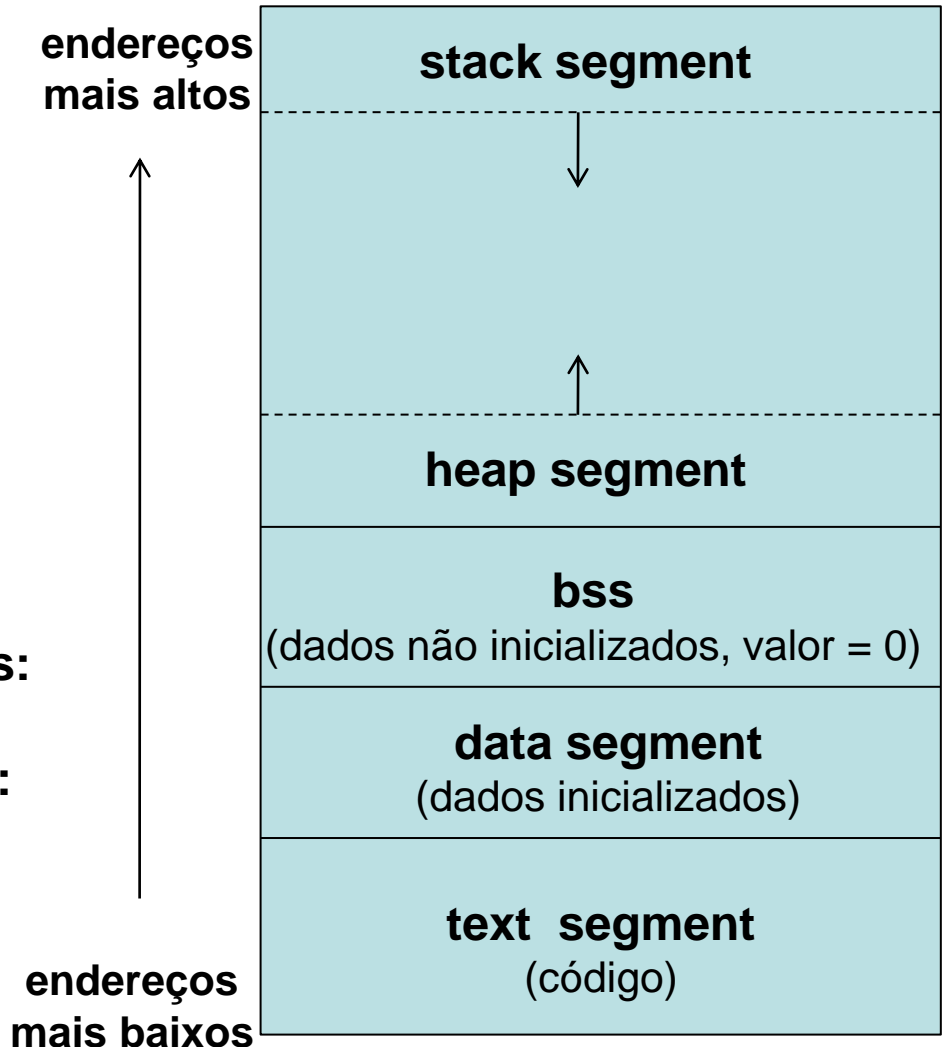 endereços
mais altos
stack segment
heap segment
bss
(dados não inicializados, valor = 0)
s:
data segment
:
(dados inicializados)
text  segment
(código)
endereços
mais baixos